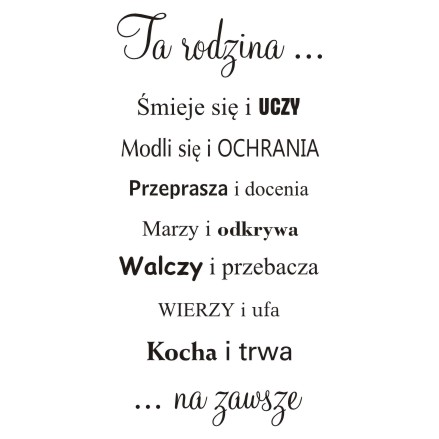 Ta rodzina ...
Śmieje się i UCZY
Modli się i OCHRANIA
Przeprasza i docenia
Marzy i odkrywa
Walczy i przebacza
WIERZY i ufa
Kocha i trwa
... na zawsze